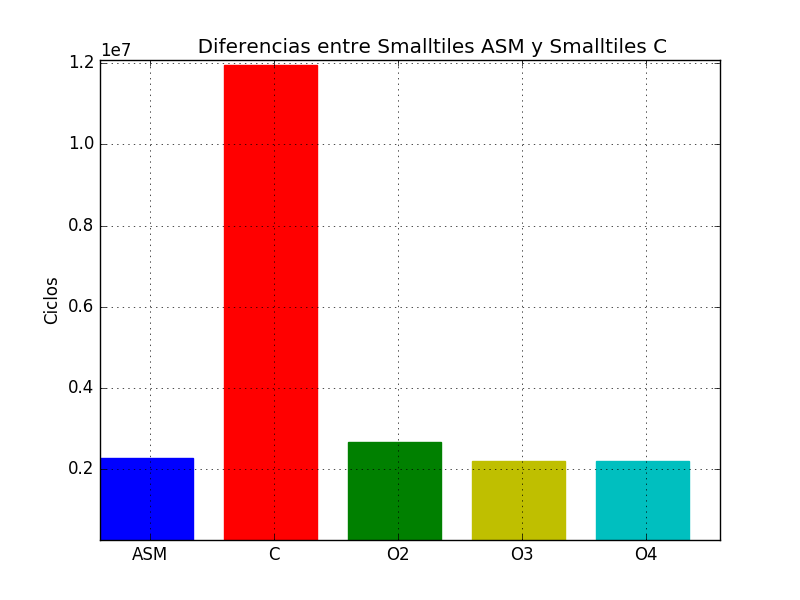 Diferencias entre Smalltiles ASM y Smalltiles C
1e7
1.2
1.0
0.8
0.6
0.4
0.2
Ciclos
ASM C O2 O3 O4